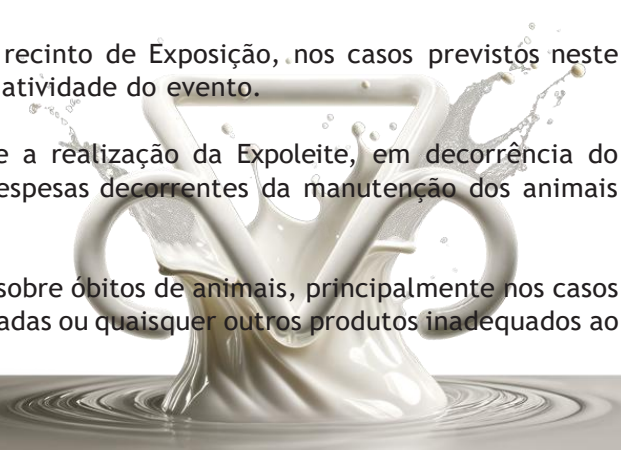 recinto de Exposição, nos casos previstos neste
atividade do evento.
e a realização da Expoleite, em decorrência do
espesas decorrentes da manutenção dos animais
sobre óbitos de animais, principalmente nos casos
adas ou quaisquer outros produtos inadequados ao